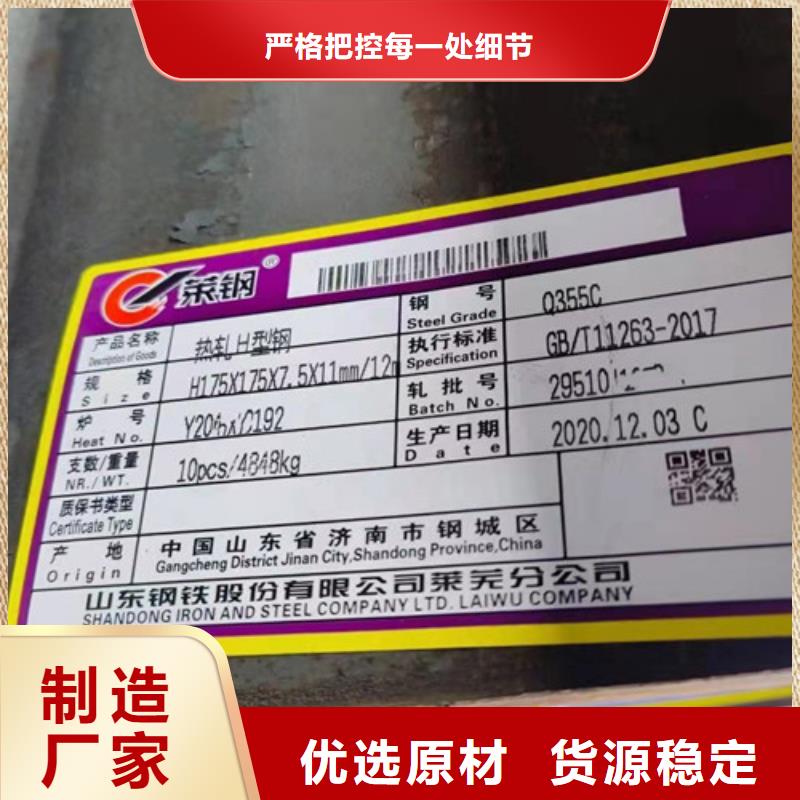 严格把控每一处细节
莱钢®
产品名称 热轧H型钢 钢号 Q355C
Description of Goods Steel Grade
规格 H175X175X7.5X11mm/12m 执行标准 GB/T11263-2017
Size Specification
炉号 轧批号
Heat No. Batch No.
支数/重量 10pcs/4848kg 生产日期 2020.12.03 C
NR./WT. Date
质保书类型
Certificate Type
产地 中国山东省济南市钢城区
Origin Gangcheng District Jinan City,Shandong Province,China
山东钢铁股份有限公司莱芜分公司
SHANDONG IRON AND STEEL COMPANY LTD. LAIWU COMPANY
制造
厂家
优选原材 货源稳定